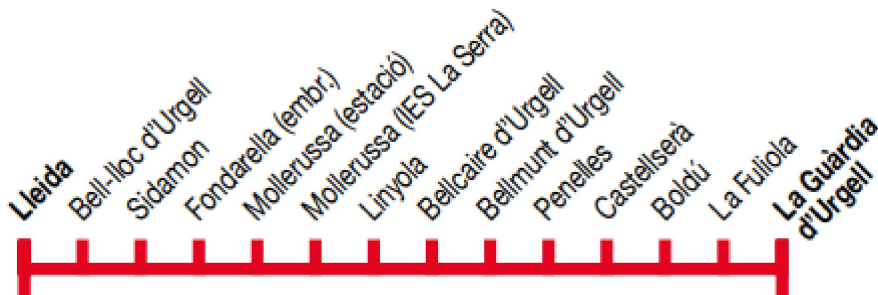 Lleida
Bell-lloc d'Urgell
Sidamon
Fondarella (embr.)
Mollerussa (estació)
Mollerussa (IES La Serra)
Linyola
Bellcaire d'Urgell
Bellmunt d'Urgell
Penelles
Castellserà
Boldú
La Fuliola
La Guàrdia
d'Urgell